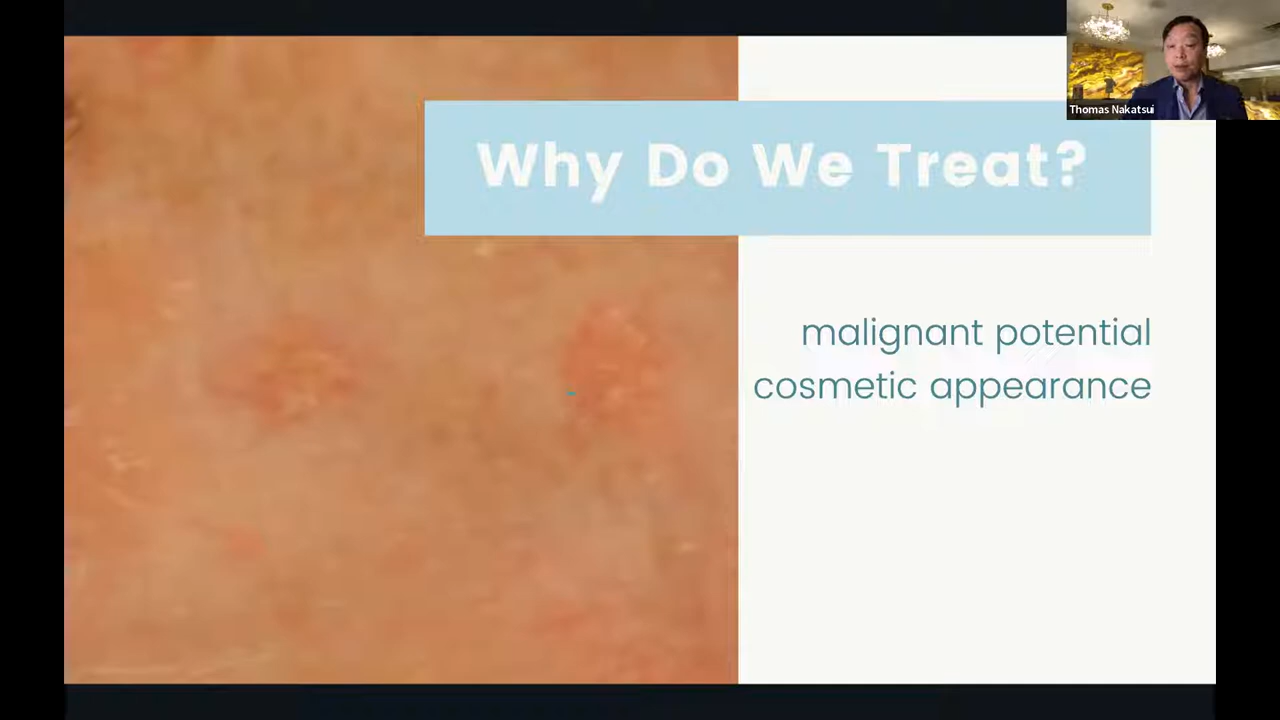 Thomas Nakatsui
Why Do We Treat?
malignant potential
cosmetic appearance